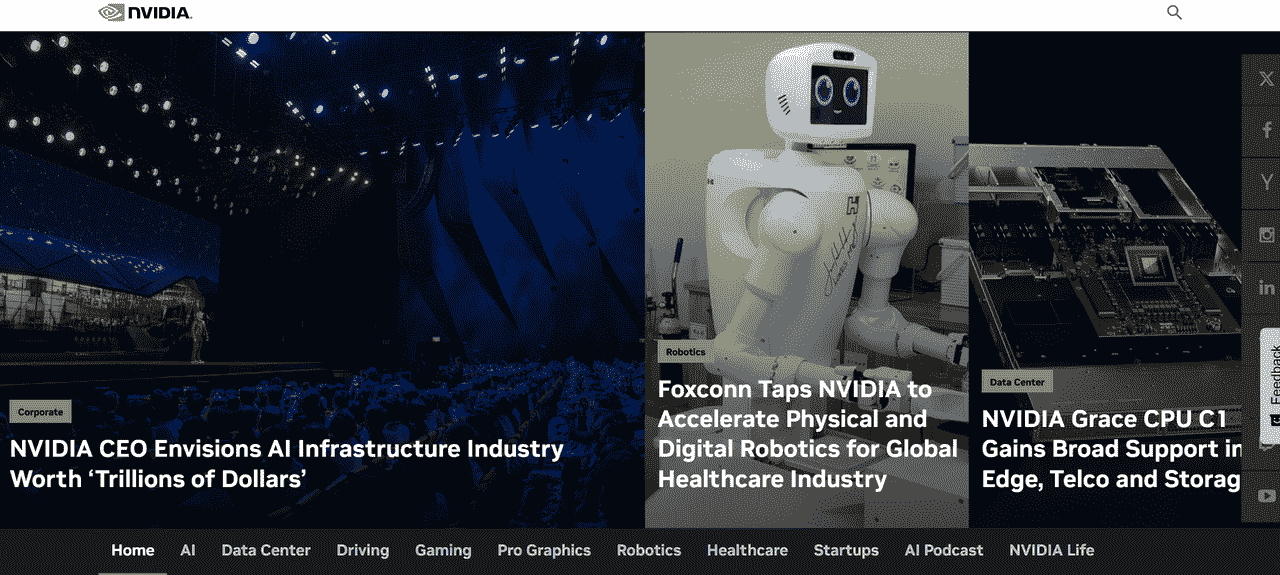 NVIDIA.
Corporate
NVIDIA CEO Envisions AI Infrastructure Industry
Worth ‘Trillions of Dollars’
Robotics
Foxconn Taps NVIDIA to
Accelerate Physical and
Digital Robotics for Global
Healthcare Industry
Data Center
NVIDIA Grace CPU C1
Gains Broad Support in
Edge, Telco and Storag
Feedback
Home AI Data Center Driving Gaming Pro Graphics Robotics Healthcare Startups AI Podcast NVIDIA Life